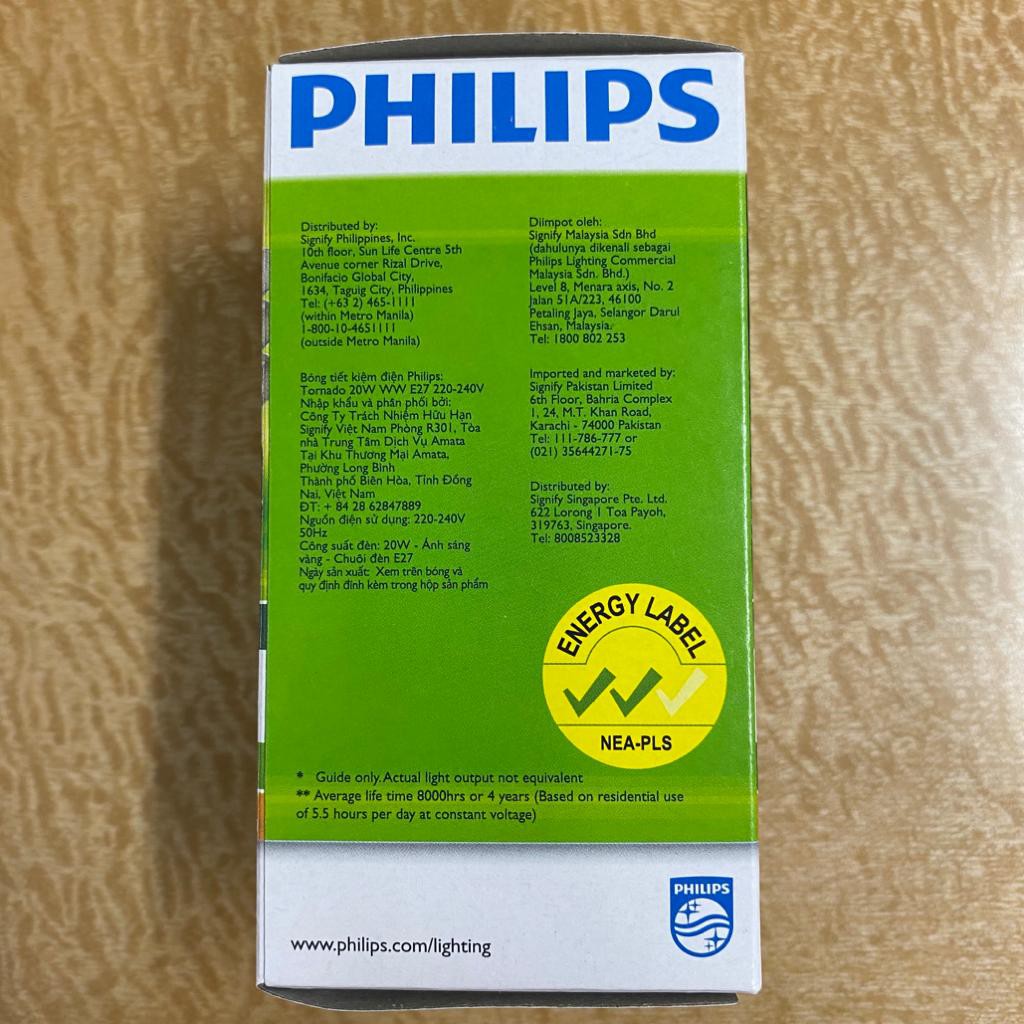 PHILIPS
Distributed by:
Signify Philippines, Inc.
10th floor, Sun Life Centre 5th
Avenue corner Rizal Drive,
Bonifacio Global City,
1634, Taguig City, Philippines
Tel: (+63 2) 465-1111
(within Metro Manila)
1-800-10-4651111
(outside Metro Manila)
Bóng tiết kiệm điện Philips:
Tornado 20W WW E27 220-240V
Nhập khẩu và phân phối bởi:
Công Ty Trách Nhiệm Hữu Hạn
Signify Việt Nam Phòng R301, Tòa
nhà Trung Tâm Dịch Vụ Amata
Tại Khu Thương Mại Amata,
Phường Long Bình
Thành phố Biên Hòa, Tỉnh Đồng
Nai, Việt Nam
ĐT: + 84 28 62847889
Nguồn điện sử dụng: 220-240V
50Hz
Công suất đèn: 20W - Ánh sáng
vàng - Chuôi đèn E27
Ngày sản xuất: Xem trên bóng và
quy định đính kèm trong hộp sản phẩm
Diimpot oleh:
Signify Malaysia Sdn Bhd
(dahulunya dikenali sebagai
Philips Lighting Commercial
Malaysia Sdn. Bhd.)
Level 8, Menara axis, No. 2
Jalan 51A/223, 46100
Petaling Jaya, Selangor Darul
Ehsan, Malaysia.
Tel: 1800 802 253
Imported and marketed by:
Signify Pakistan Limited
6th Floor, Bahria Complex
1, 24, M.T. Khan Road,
Karachi - 74000 Pakistan
Tel: 111-786-777 or
(021) 35644271-75
Distributed by:
Signify Singapore Pte. Ltd.
622 Lorong 1 Toa Payoh,
319763, Singapore.
Tel: 8008523328
ENERGY LABEL
NEA-PLS
* Guide only. Actual light output not equivalent
** Average life time 8000hrs or 4 years (Based on residential use
of 5.5 hours per day at constant voltage)
PHILIPS
www.philips.com/lighting